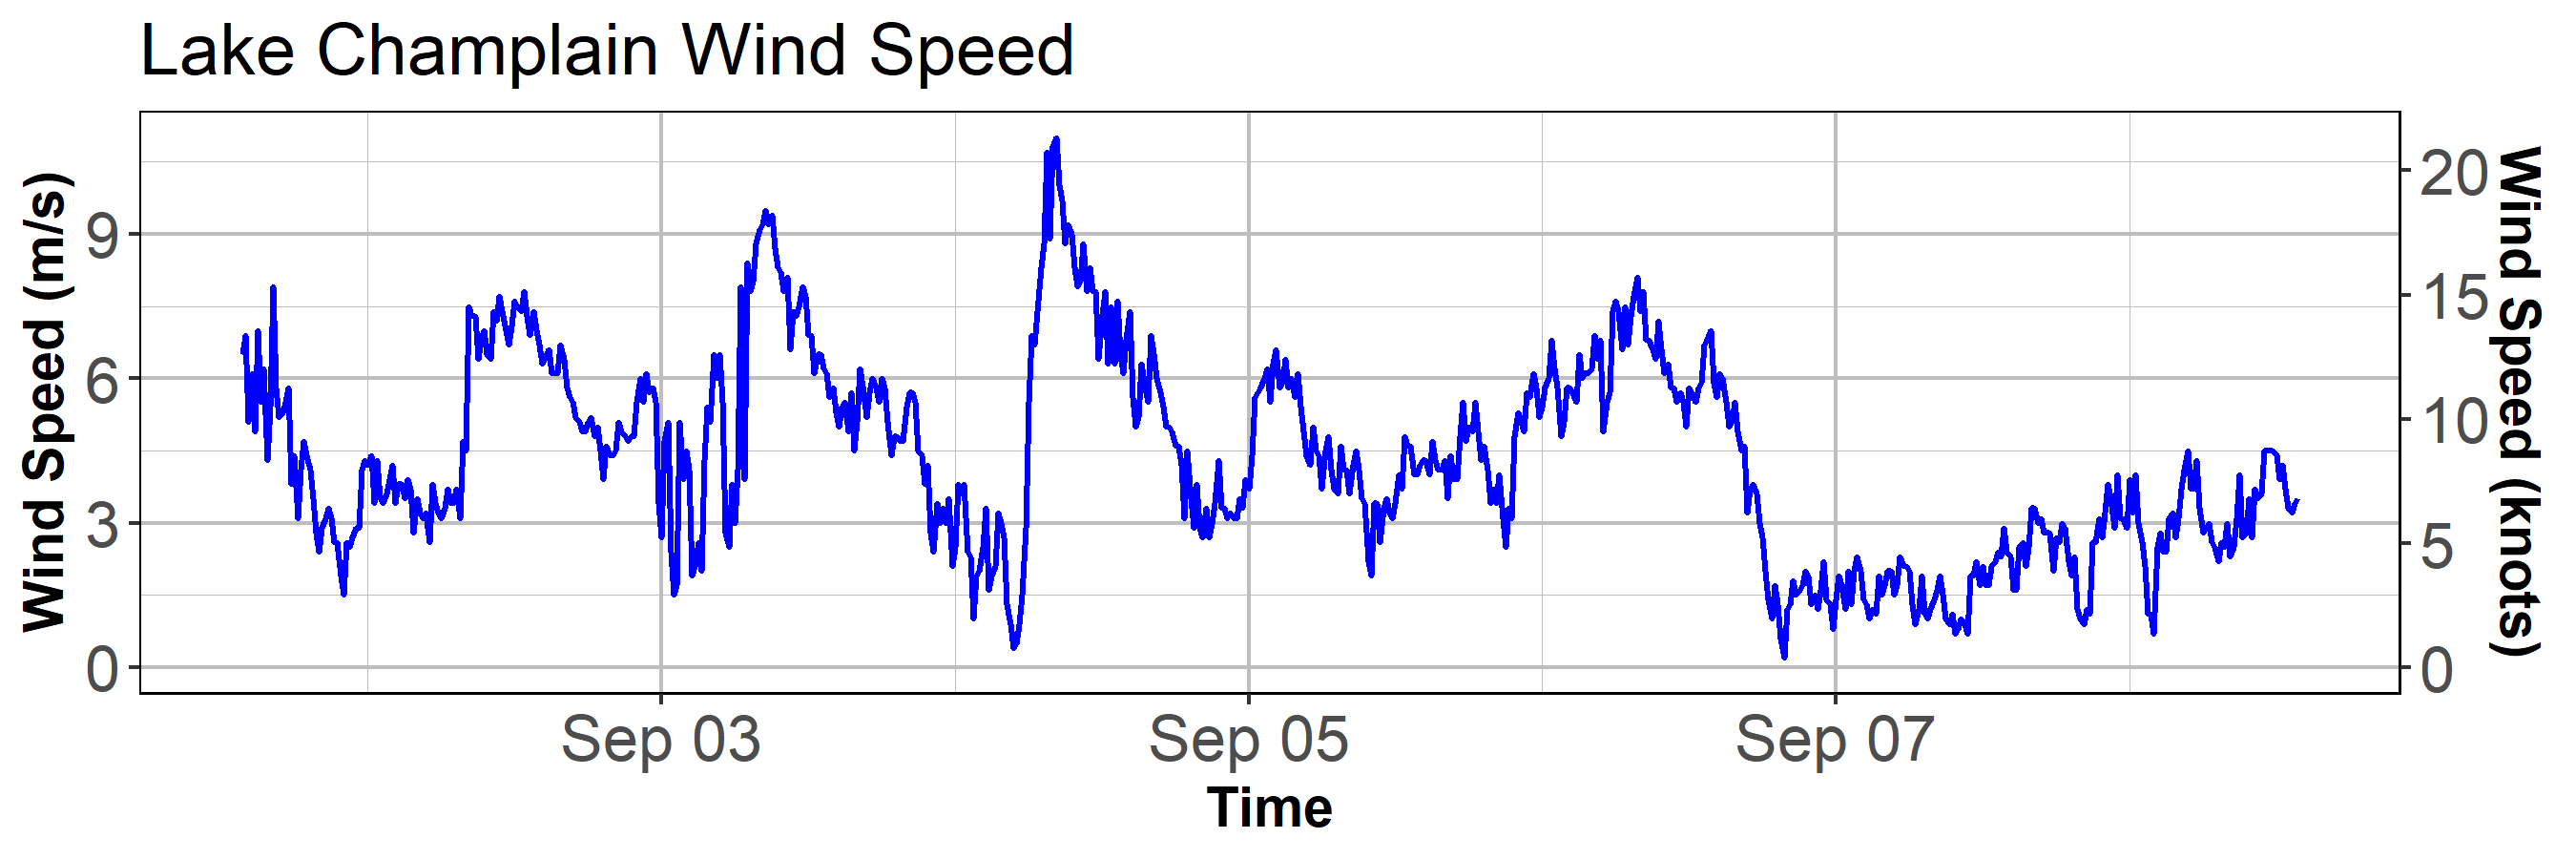 Lake Champlain Wind Speed
Wind Speed (m/s)
9
6
3
0
20
15
10
5
0
Wind Speed (knots)
Sep 03
Sep 05
Sep 07
Time